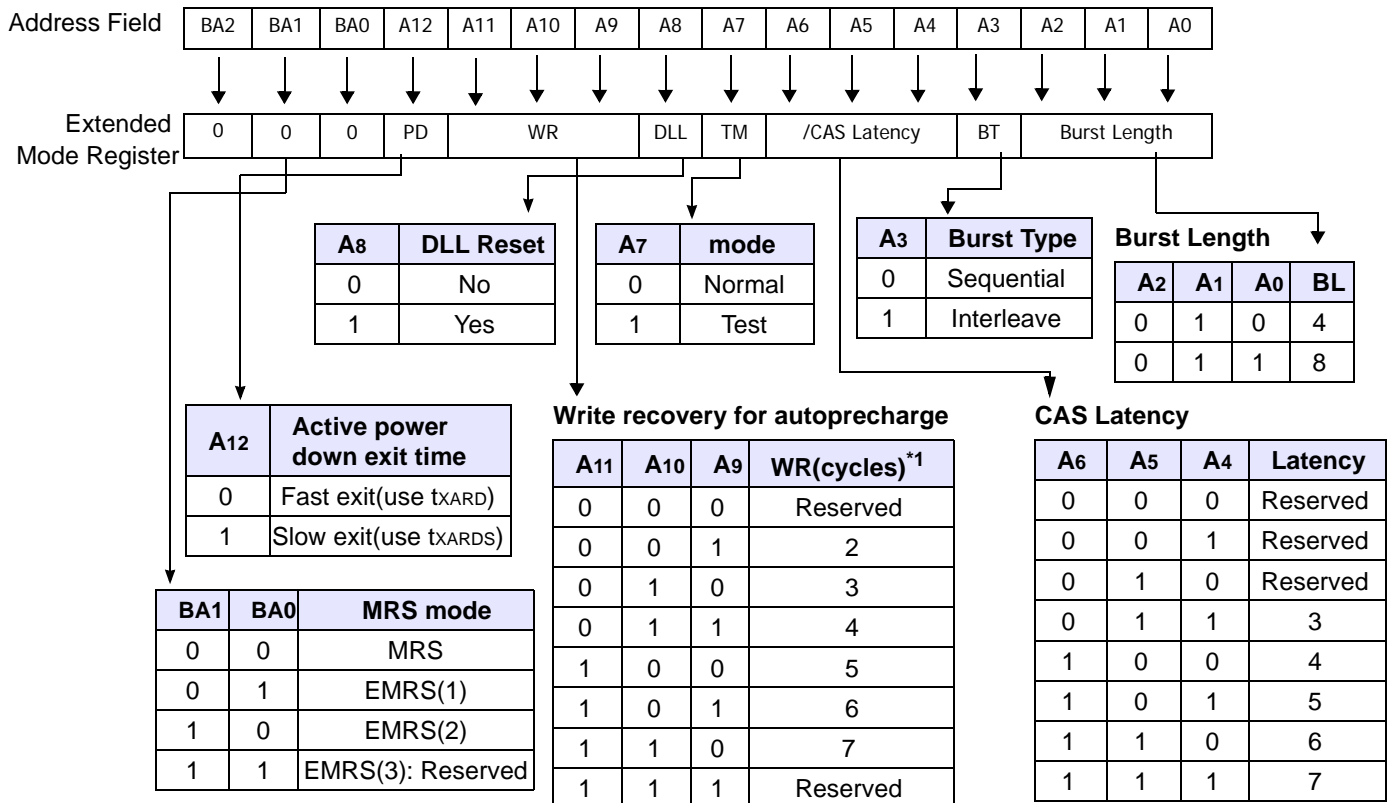 Address Field BA2 BA1 BA0 A12 A11 A10 A9 A8 A7 A6 A5 A4 A3 A2 A1 A0
Extended
Mode Register
0 0 0 PD WR DLL TM /CAS Latency BT Burst Length
A8 DLL Reset
0 No
1 Yes
A7 mode
0 Normal
1 Test
A3 Burst Type
0 Sequential
1 Interleave
Burst Length
A2 A1 A0 BL
0 1 0 4
0 1 1 8
A12 Active power
down exit time
0 Fast exit(use tXARD)
1 Slow exit(use tXARDS)
BA1 BA0 MRS mode
0 0 MRS
0 1 EMRS(1)
1 0 EMRS(2)
1 1 EMRS(3): Reserved
Write recovery for autoprecharge
A11 A10 A9 WR(cycles)*1
0 0 0 Reserved
0 0 1 2
0 1 0 3
0 1 1 4
1 0 0 5
1 0 1 6
1 1 0 7
1 1 1 Reserved
CAS Latency
A6 A5 A4 Latency
0 0 0 Reserved
0 0 1 Reserved
0 1 0 Reserved
0 1 1 3
1 0 0 4
1 0 1 5
1 1 0 6
1 1 1 7